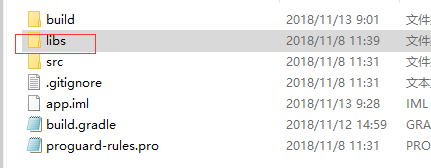 build 2018/11/13 9:01 文件
libs 2018/11/8 11:39 文件
src 2018/11/8 11:31 文件
.gitignore 2018/11/8 11:31 文本
app.iml 2018/11/13 9:28 IML
build.gradle 2018/11/12 14:59 GRA
proguard-rules.pro 2018/11/8 11:31 PRO